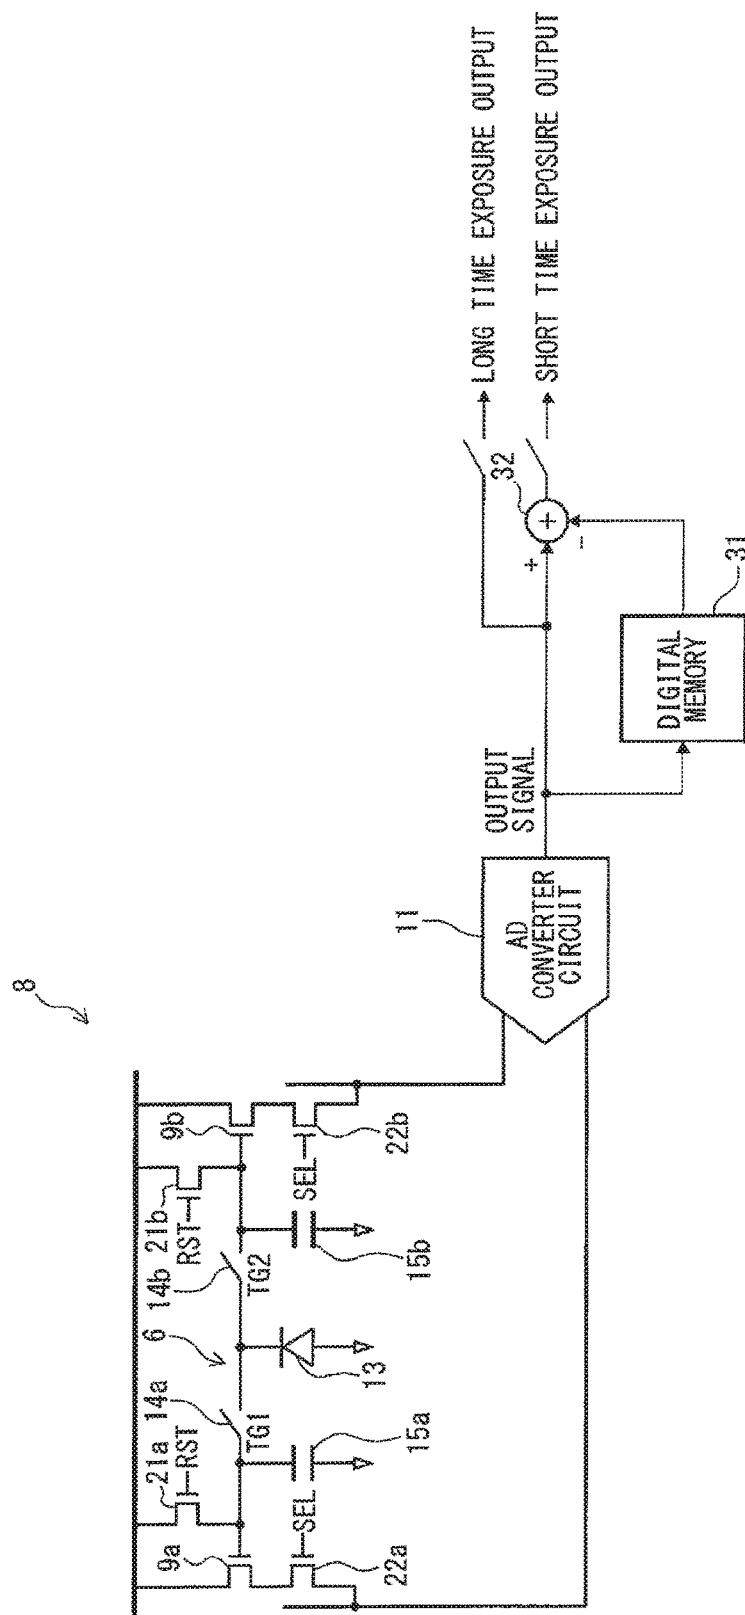 8
21a
RST
14a
6
14b
21b
RST
9a
TG1
TG2
9b
SEL
SEL
22a
15a
13
15b
22b
11
AD
CONVERTER
CIRCUIT
OUTPUT
SIGNAL
DIGITAL
MEMORY
31
+
-
+
32
LONG TIME EXPOSURE OUTPUT
SHORT TIME EXPOSURE OUTPUT